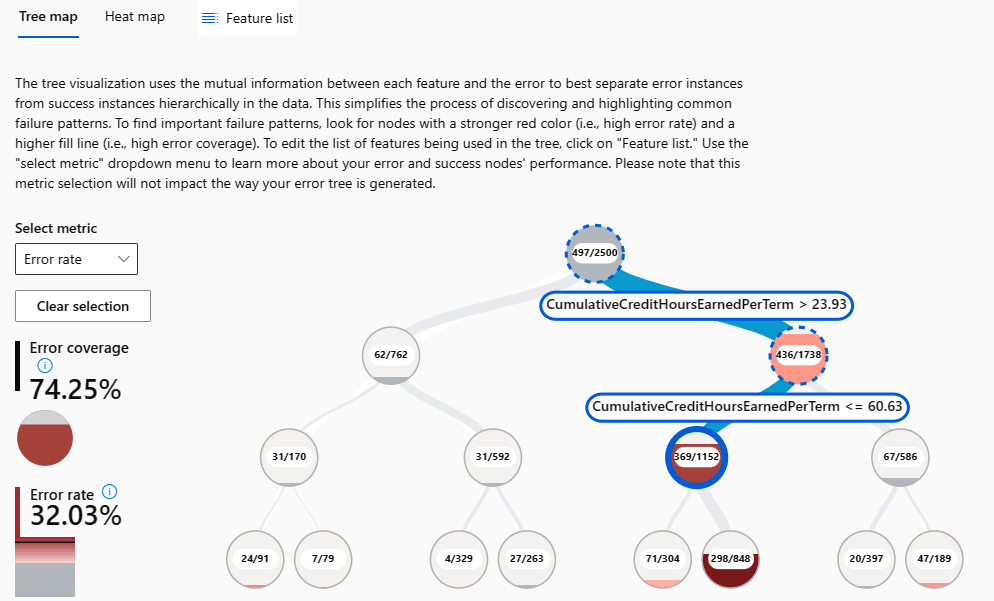 Tree map
Heat map
Feature list
The tree visualization uses the mutual information between each feature and the error to best separate error instances
from success instances hierarchically in the data. This simplifies the process of discovering and highlighting common
failure patterns. To find important failure patterns, look for nodes with a stronger red color (i.e., high error rate) and a
higher fill line (i.e., high error coverage). To edit the list of features being used in the tree, click on "Feature list." Use the
"select metric" dropdown menu to learn more about your error and success nodes' performance. Please note that this
metric selection will not impact the way your error tree is generated.
Select metric
Error rate
Clear selection
Error coverage
74.25%
Error rate
32.03%
497/2500
CumulativeCreditHoursEarnedPerTerm > 23.93
62/762
436/1738
CumulativeCreditHoursEarnedPerTerm <= 60.63
31/170
31/592
369/1152
67/586
24/91
7/79
4/329
27/263
71/304
298/848
20/397
47/189